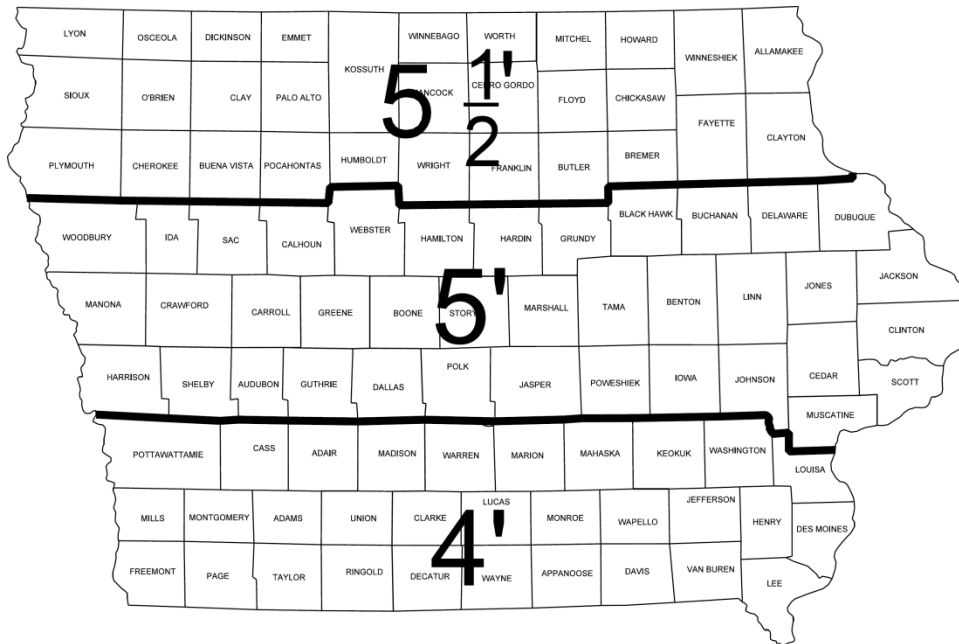 LYON OSCEOLA DICKINSON EMMET WINNEBAGO WORTH MITCHEL HOWARD
WINNESHIEK ALLAMAKEE
KOSSUTH
SIOUX O'BRIEN CLAY PALO ALTO HANCOCK CERRO GORDO FLOYD CHICKASAW
5 1/2'
FAYETTE CLAYTON
PLYMOUTH CHEROKEE BUENA VISTA POCAHONTAS HUMBOLDT WRIGHT FRANKLIN BUTLER BREMER
WOODBURY IDA SAC CALHOUN WEBSTER HAMILTON HARDIN GRUNDY BLACK HAWK BUCHANAN DELAWARE DUBUQUE
5'
MANONA CRAWFORD CARROLL GREENE BOONE STORY MARSHALL TAMA BENTON LINN JONES JACKSON
CLINTON
HARRISON SHELBY AUDUBON GUTHRIE DALLAS POLK JASPER POWESHIEK IOWA JOHNSON CEDAR SCOTT
MUSCATINE
POTTAWATTAMIE CASS ADAIR MADISON WARREN MARION MAHASKA KEOKUK WASHINGTON LOUISA
MILLS MONTGOMERY ADAMS UNION CLARKE LUCAS MONROE WAPELLO JEFFERSON HENRY DES MOINES
4'
FREEMONT PAGE TAYLOR RINGOLD DECATUR WAYNE APPANOOSE DAVIS VAN BUREN LEE